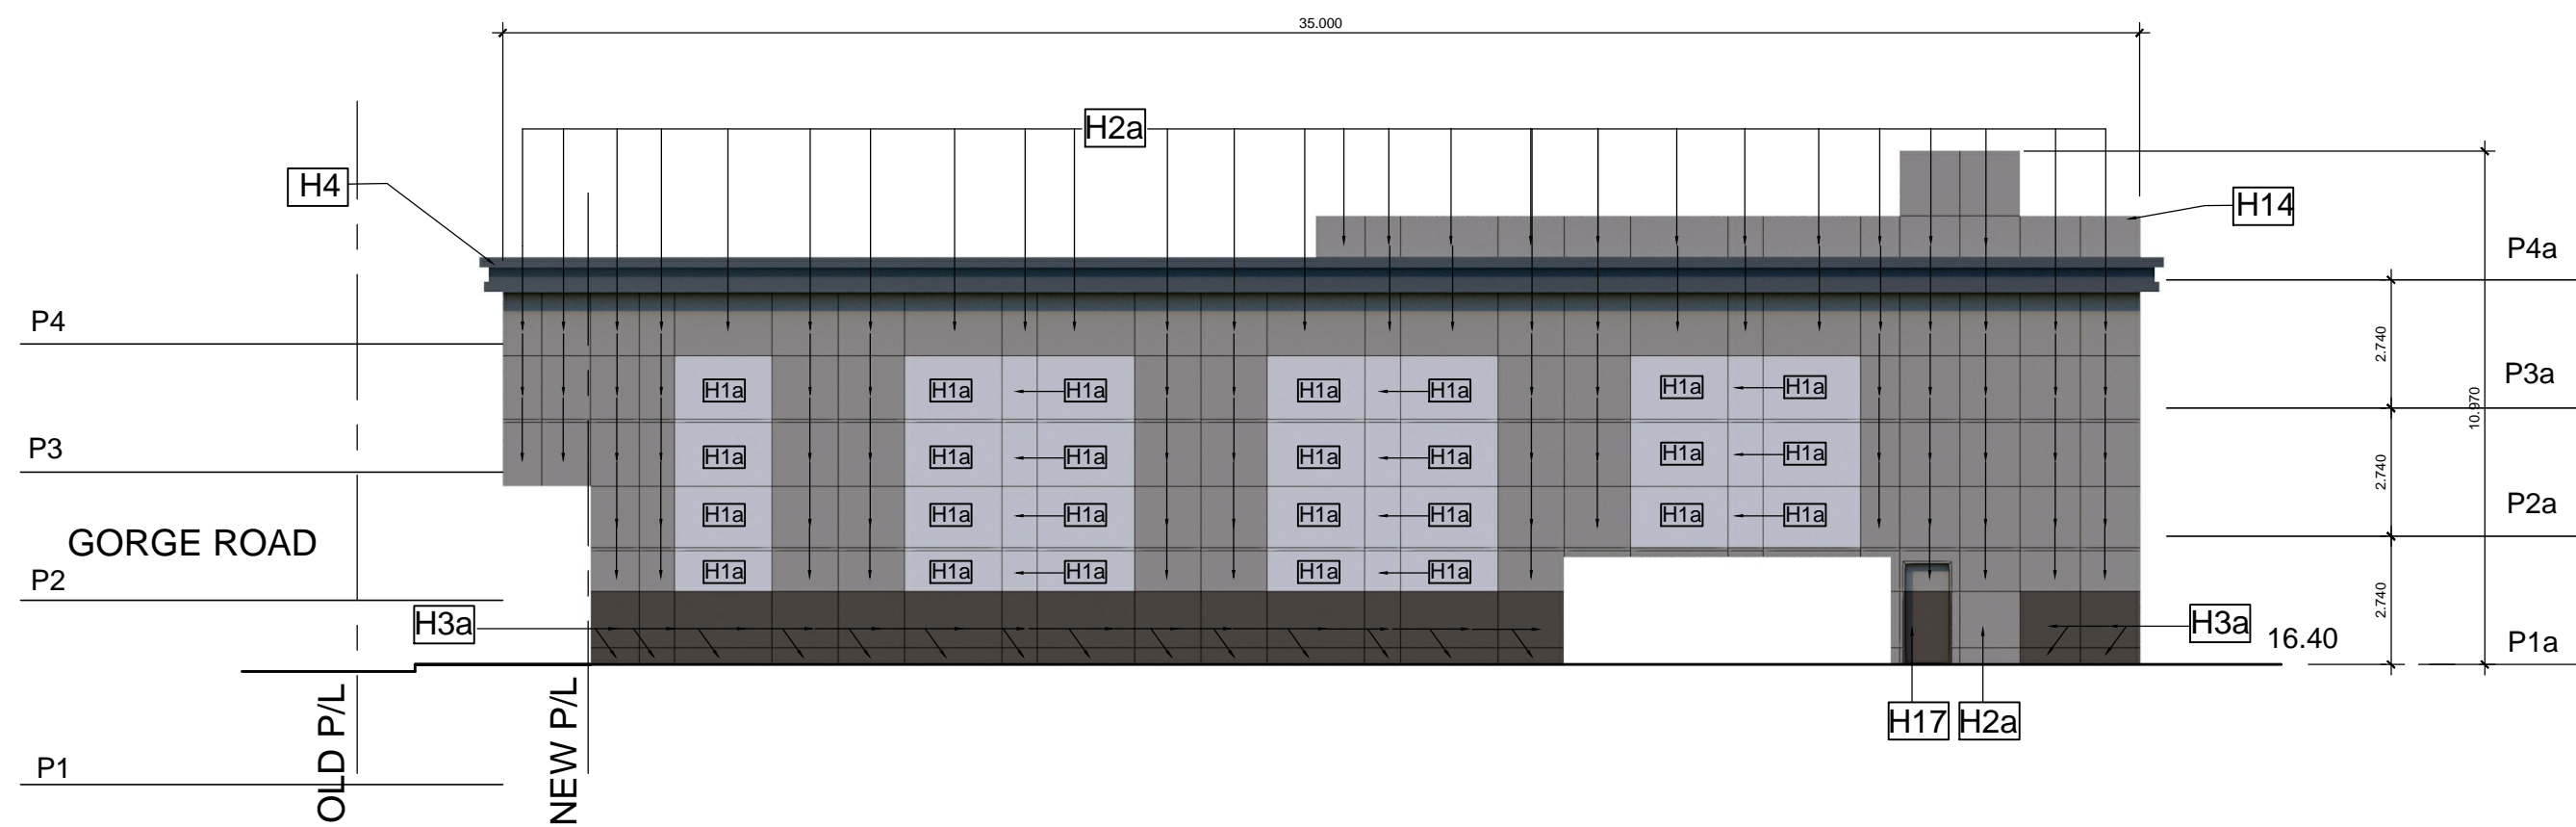 35.000
H2a
H4
H14
P4a
P4
2.740
P3a
10.970
H1a H1a H1a H1a H1a H1a H1a
P3
H1a H1a H1a H1a H1a H1a H1a
2.740
P2a
H1a H1a H1a H1a H1a H1a H1a
GORGE ROAD
H1a H1a H1a H1a H1a
P2
2.740
H3a
H3a
16.40
P1a
OLD P/L
NEW P/L
H17 H2a
P1